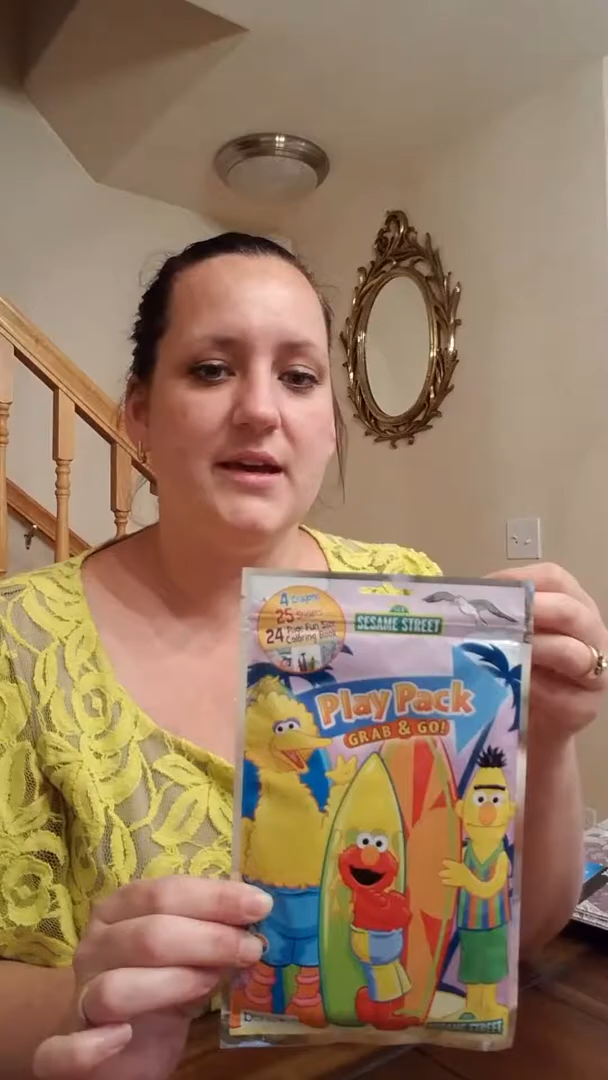 4 Crayons
25 Stickers
24 Page Fun Size
Coloring Book
SESAME STREET
Play Pack
GRAB & GO!
SESAME STREET